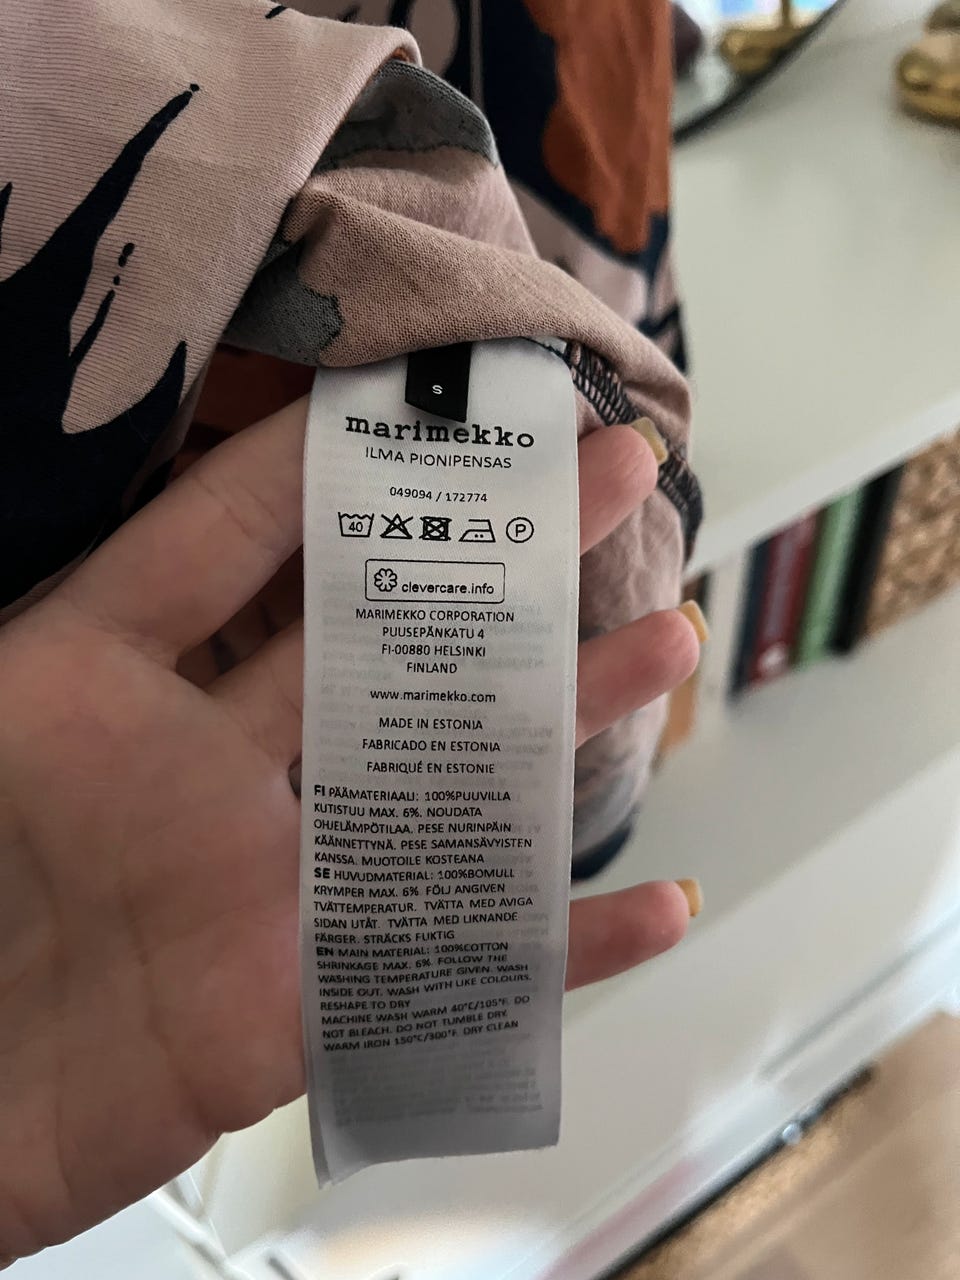 S
marimekko
ILMA PIONIPENSAS
049094 / 172774
40
P
clevercare.info
MARIMEKKO CORPORATION
PUUSEPÄNKATU 4
FI-00880 HELSINKI
FINLAND
www.marimekko.com
MADE IN ESTONIA
FABRICADO EN ESTONIA
FABRIQUÉ EN ESTONIE
FI PÄÄMATERIAALI: 100%PUUVILLA
KUTISTUU MAX. 6%. NOUDATA
OHJELÄMPÖTILAA. PESE NURINPÄIN
KÄÄNNETTYNÄ. PESE SAMANSÄVYISTEN
KANSSA. MUOTOILE KOSTEANA
SE HUVUDMATERIAL: 100%BOMULL
KRYMPER MAX. 6% FÖLJ ANGIVEN
TVÄTTEMPERATUR. TVÄTTA MED AVIGA
SIDAN UTÅT. TVÄTTA MED LIKNANDE
FÄRGER. STRÄCKS FUKTIG
EN MAIN MATERIAL: 100%COTTON
SHRINKAGE MAX. 6%. FOLLOW THE
WASHING TEMPERATURE GIVEN. WASH
INSIDE OUT. WASH WITH LIKE COLOURS.
RESHAPE TO DRY
MACHINE WASH WARM 40°C/105°F. DO
NOT BLEACH. DO NOT TUMBLE DRY.
WARM IRON 150°C/300°F. DRY CLEAN